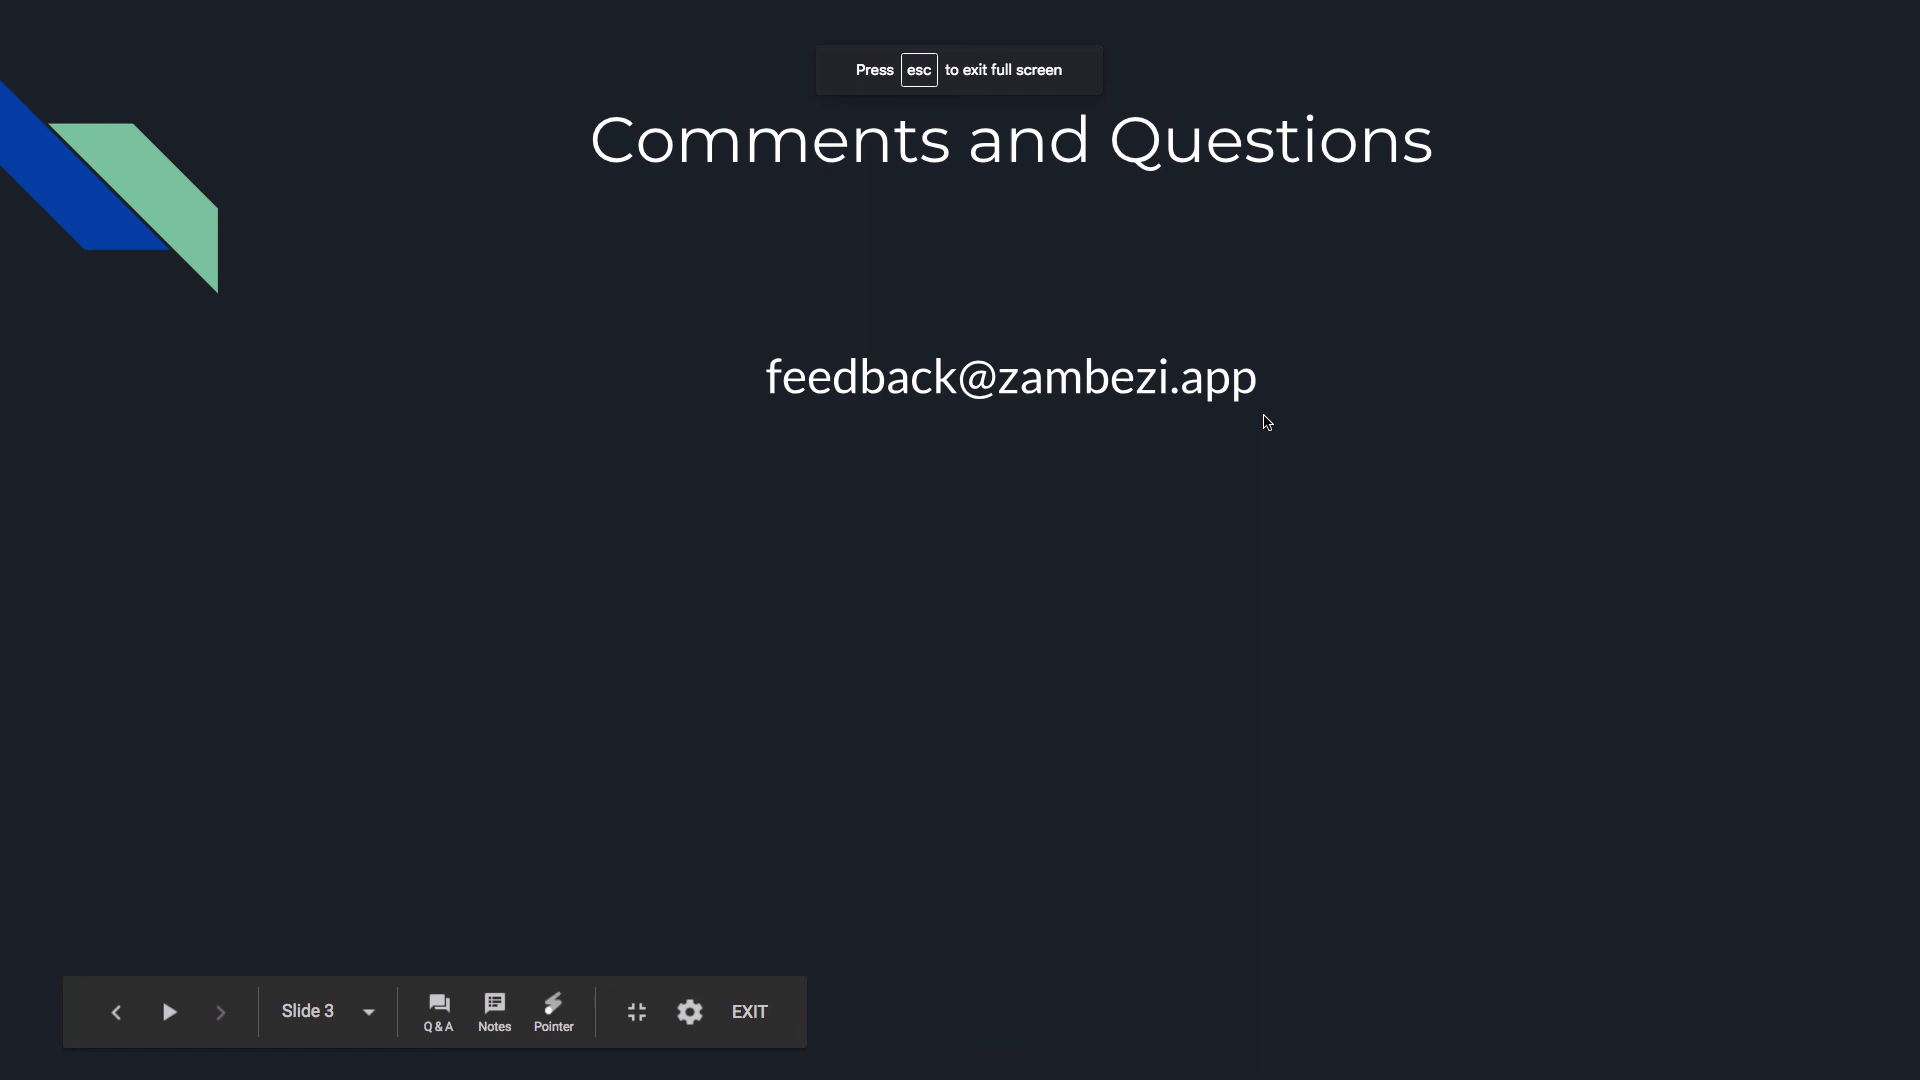 Press esc to exit full screen
Comments and Questions
feedback@zambezi.app
Slide 3
Q & A Notes Pointer
EXIT